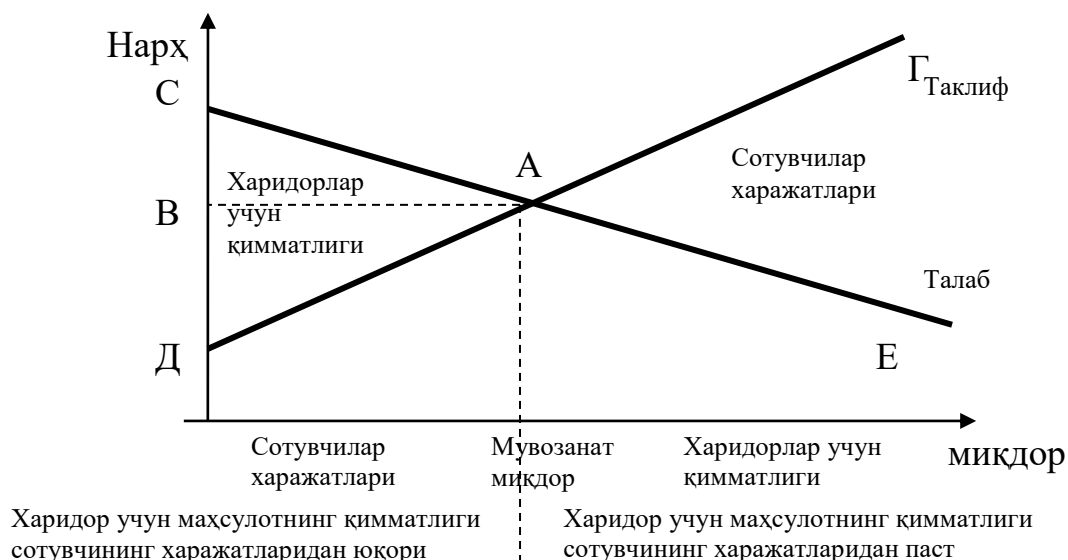 Нарҳ
С
Г
Таклиф
А
Сотувчилар
харажатлари
Харидорлар
учун
қимматлиги
В
Талаб
Д
Е
Сотувчилар
харажатлари
Мувозанат
миқдор
Харидорлар учун
қимматлиги
миқдор
Харидор учун маҳсулотнинг қимматлиги
сотувчининг харажатларидан юқори
Харидор учун маҳсулотнинг қимматлиги
сотувчининг харажатларидан паст